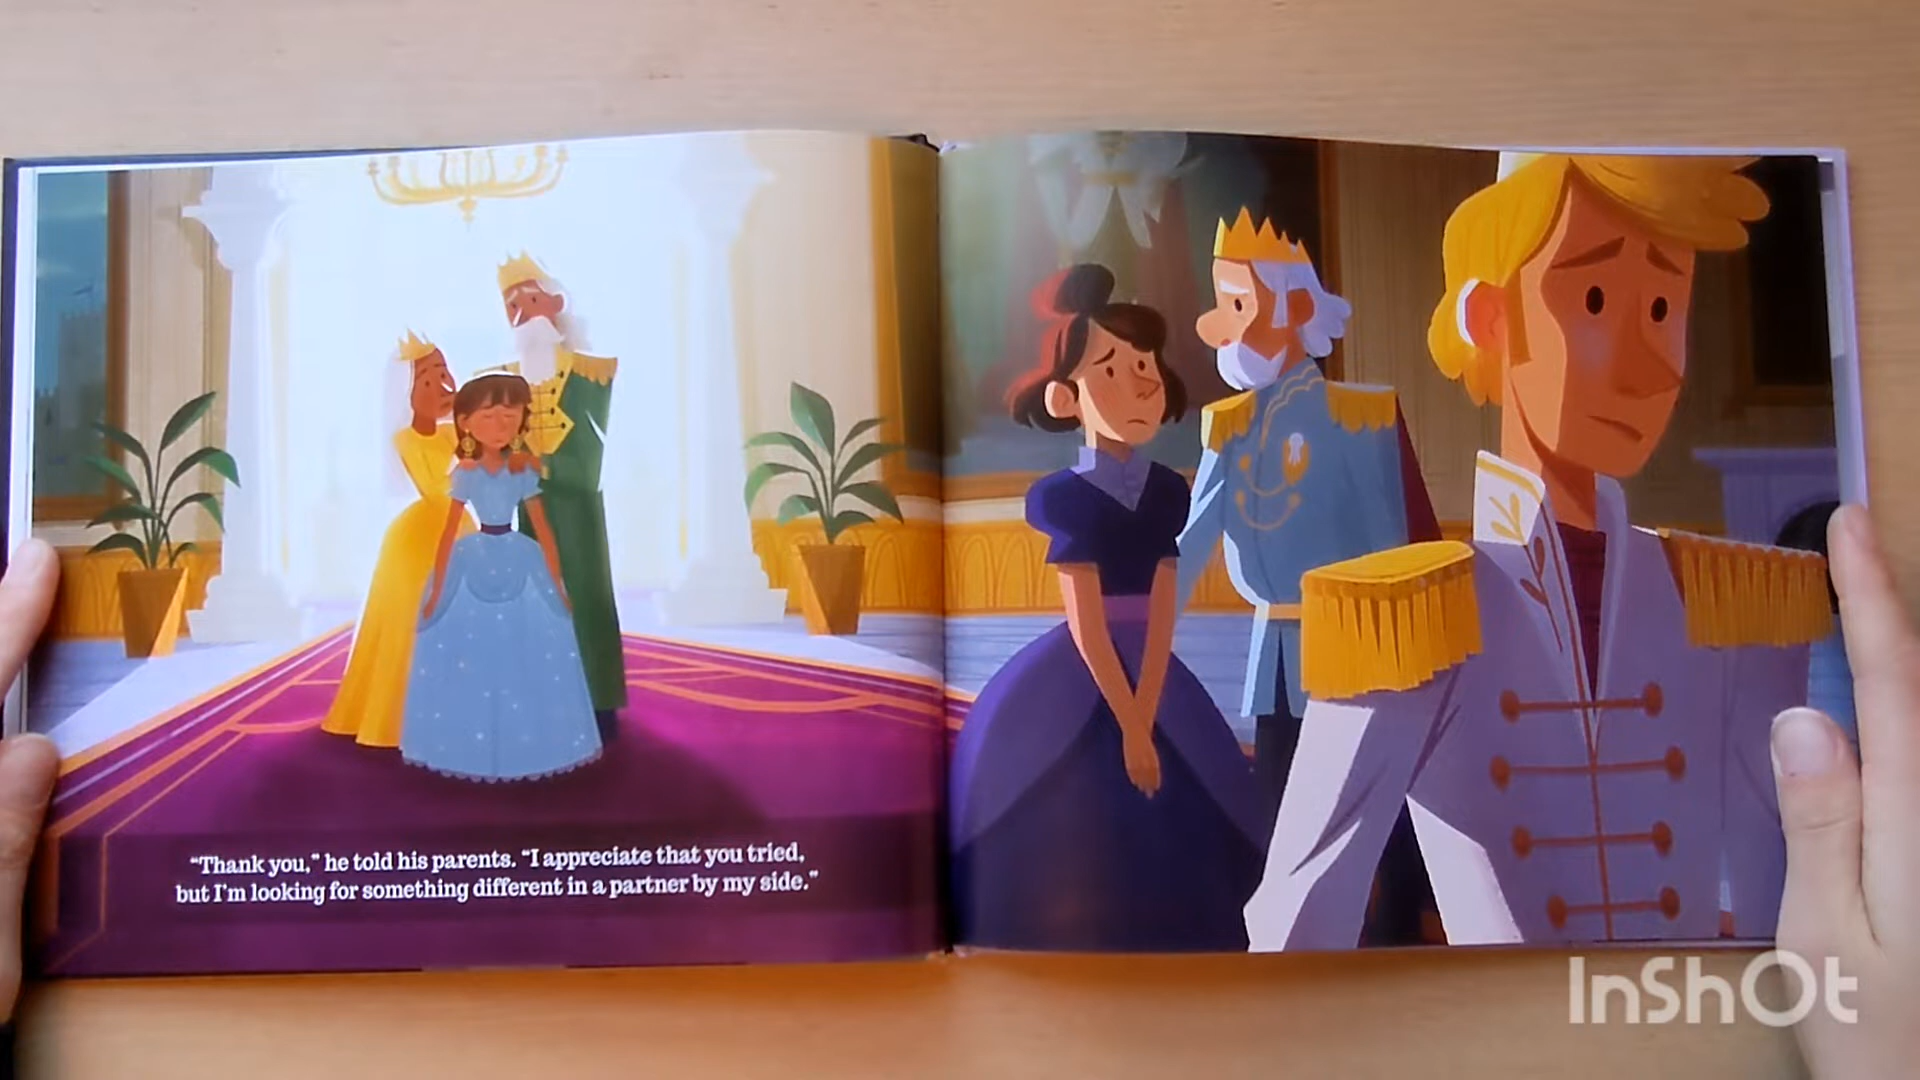 “Thank you,” he told his parents. “I appreciate that you tried,
but I’m looking for something different in a partner by my side.”
InShOt